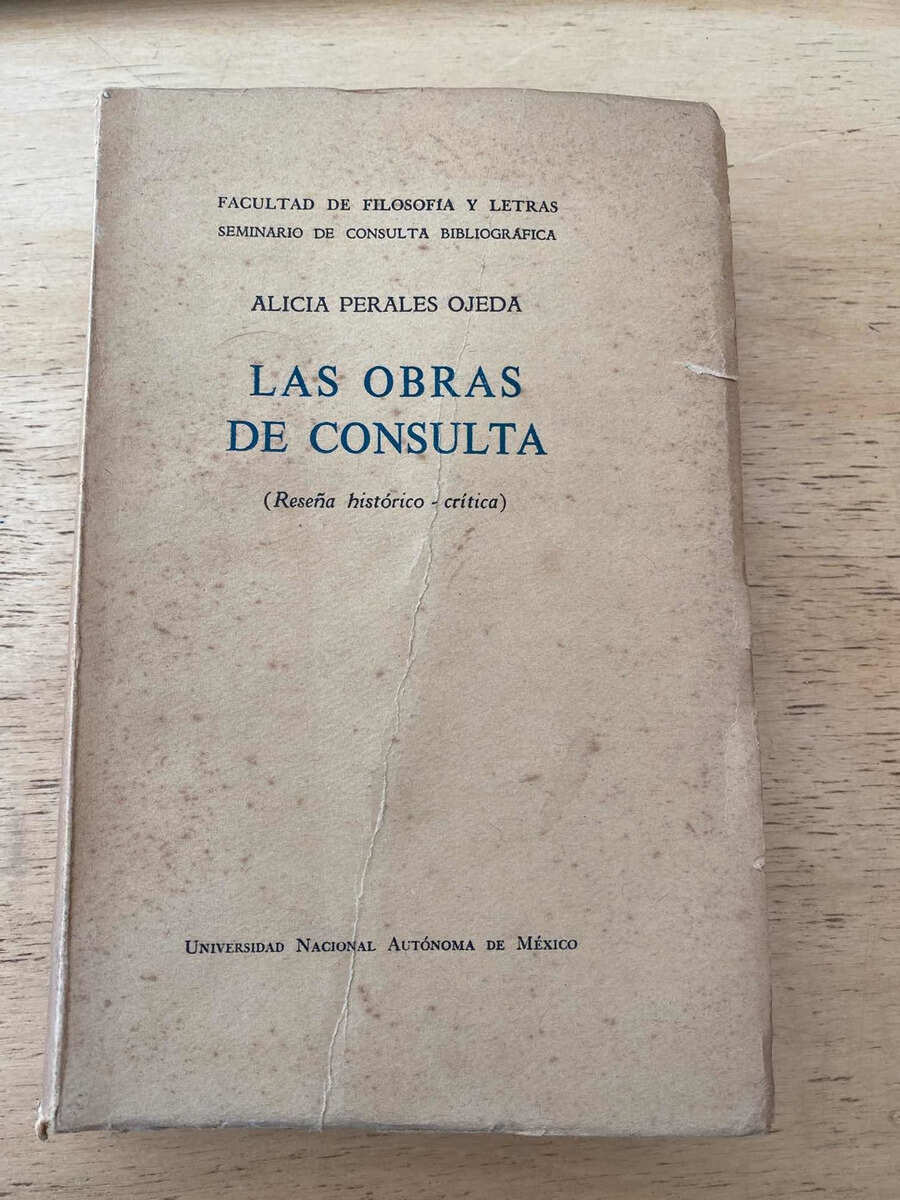 FACULTAD DE FILOSOFÍA Y LETRAS
SEMINARIO DE CONSULTA BIBLIOGRÁFICA
ALICIA PERALES OJEDA
LAS OBRAS
DE CONSULTA
(Reseña histórico - crítica)
UNIVERSIDAD NACIONAL AUTÓNOMA DE MÉXICO